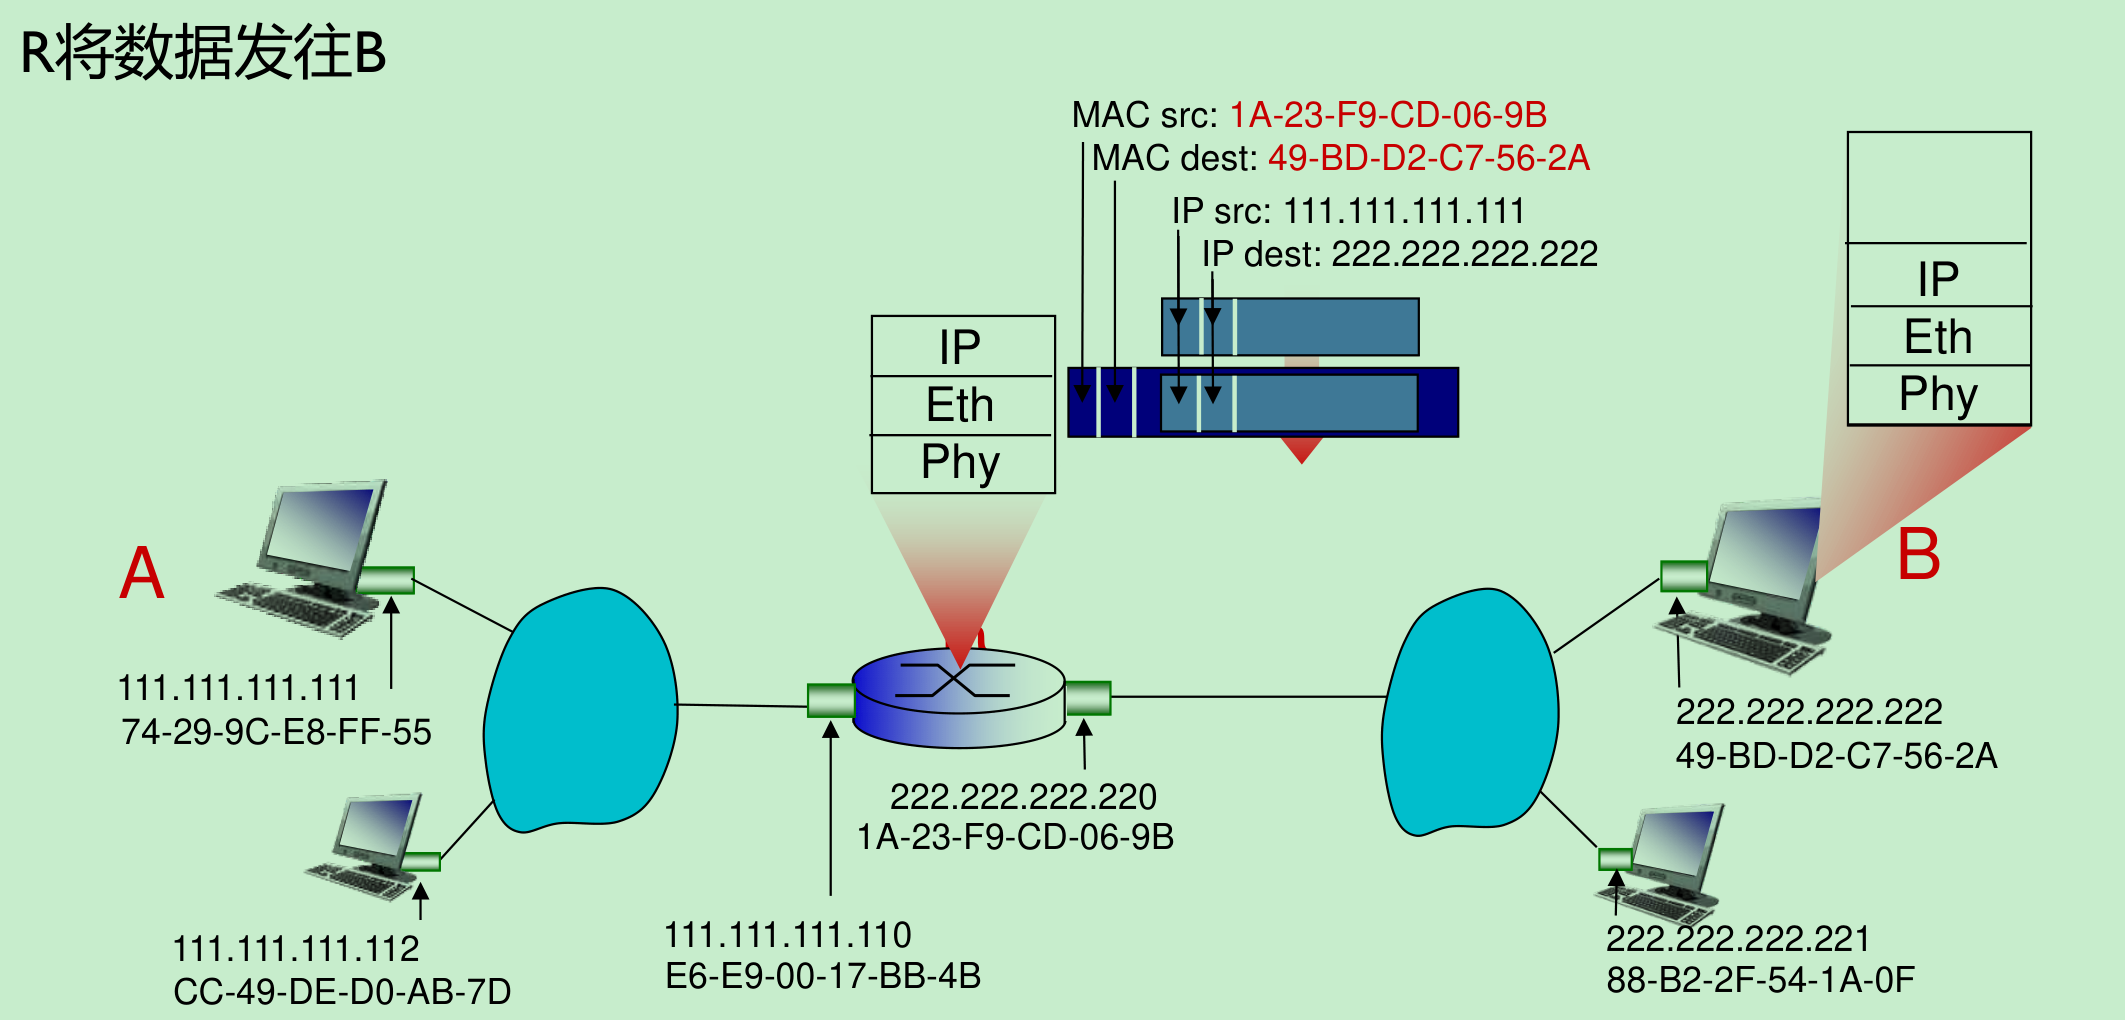 R将数据发往B
MAC src: 1A-23-F9-CD-06-9B
MAC dest: 49-BD-D2-C7-56-2A
IP src: 111.111.111.111
IP dest: 222.222.222.222
IP
Eth
Phy
IP
Eth
Phy
A
B
111.111.111.111
74-29-9C-E8-FF-55
222.222.222.222
49-BD-D2-C7-56-2A
222.222.222.220
1A-23-F9-CD-06-9B
111.111.111.112
CC-49-DE-D0-AB-7D
111.111.111.110
E6-E9-00-17-BB-4B
222.222.222.221
88-B2-2F-54-1A-0F